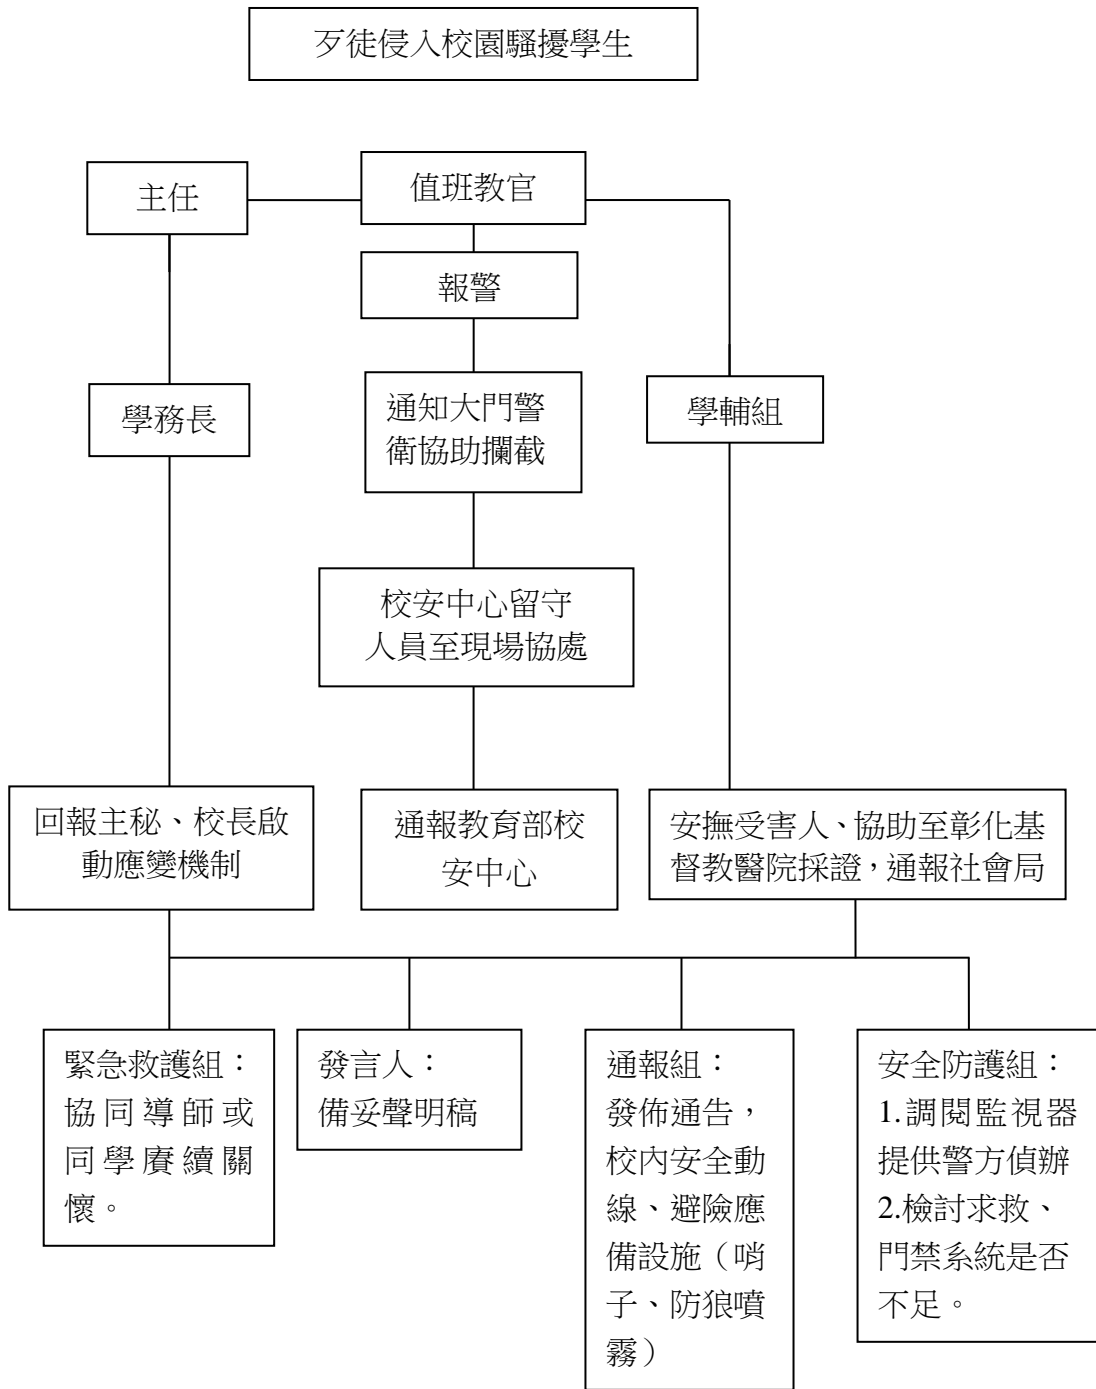 歹徒侵入校園騷擾學生
主任
值班教官
報警
學務長
通知大門警
衛協助攔截
學輔組
校安中心留守
人員至現場協處
回報主秘、校長啟
動應變機制
通報教育部校
安中心
安撫受害人、協助至彰化基
督教醫院採證，通報社會局
緊急救護組：
協同導師或
同學賡續關
懷。
發言人：
備妥聲明稿
通報組：
發佈通告，
校內安全動
線、避險應
備設施（哨
子、防狼噴
霧）
安全防護組：
1.調閱監視器
提供警方偵辦
2.檢討求救、
門禁系統是否
不足。